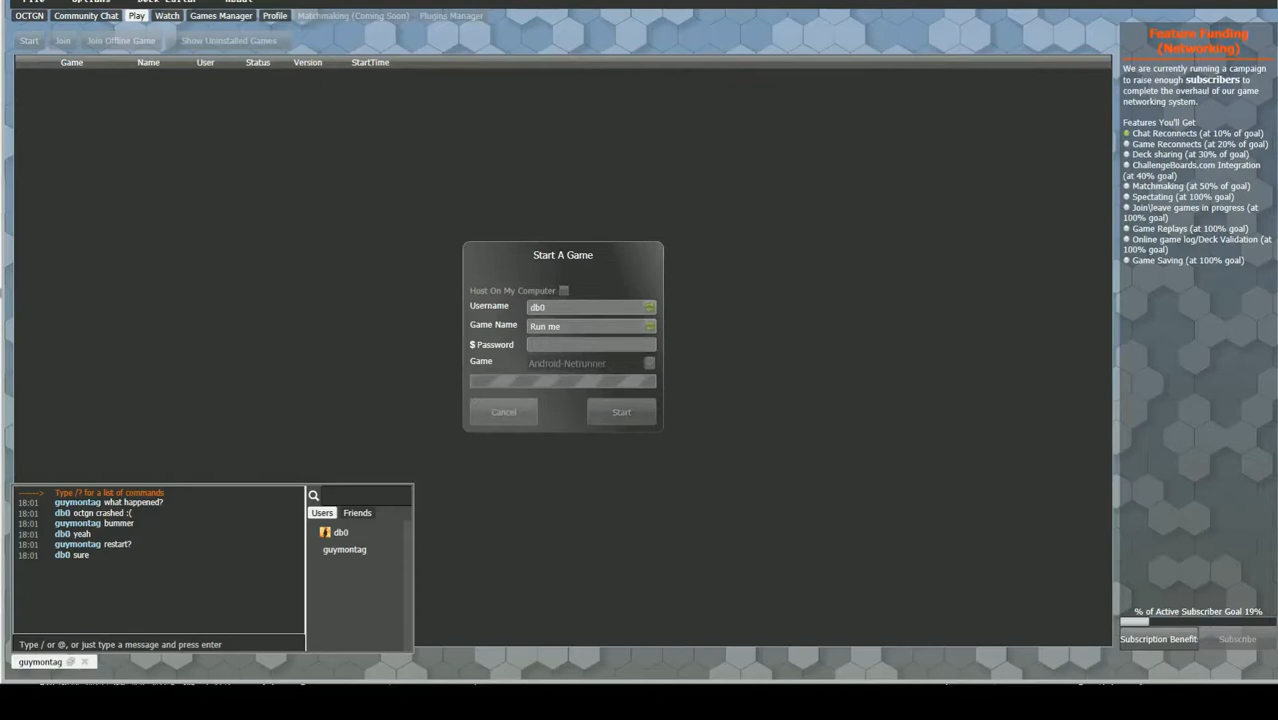 File Options Deck Editor About
OCTGN Community Chat Play Watch Games Manager Profile Matchmaking (Coming Soon) Plugins Manager
Start Join Join Offline Game Show Uninstalled Games
Game Name User Status Version StartTime
Feature Funding
(Networking)
We are currently running a campaign
to raise enough subscribers to
complete the overhaul of our game
networking system.
Features You'll Get
Chat Reconnects (at 10% of goal)
Game Reconnects (at 20% of goal)
Deck sharing (at 30% of goal)
ChallengeBoards.com Integration
(at 40% goal)
Matchmaking (at 50% of goal)
Spectating (at 100% goal)
Join\leave games in progress (at
100% goal)
Game Replays (at 100% goal)
Online game log/Deck Validation (at
100% goal)
Game Saving (at 100% goal)
Start A Game
Host On My Computer
Username db0
Game Name Run me
$ Password
Game Android-Netrunner
Cancel Start
------> Type /? for a list of commands
18:01 guymontag what happened?
18:01 db0 octgn crashed :(
18:01 guymontag bummer
18:01 db0 yeah
18:01 guymontag restart?
18:01 db0 sure
Users Friends
db0
guymontag
Type / or @, or just type a message and press enter
guymontag
% of Active Subscriber Goal 19%
Subscription Benefit Subscribe